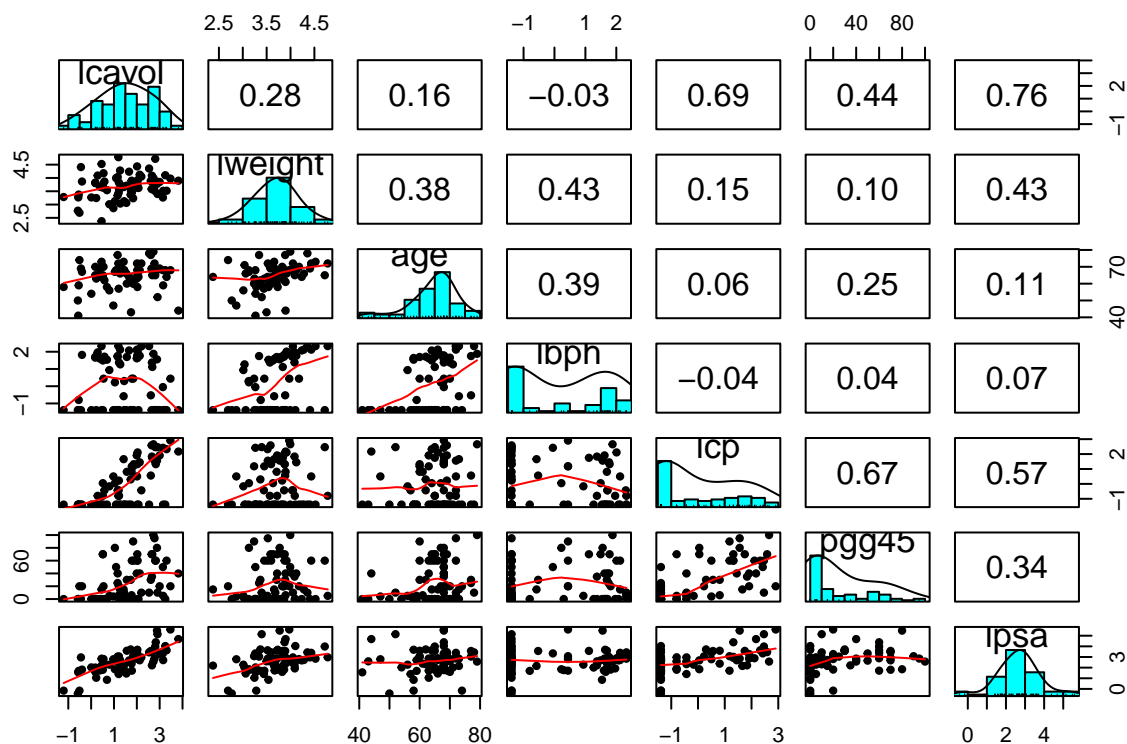 2.5 3.5 4.5 −1 1 2 0 40 80
lcavol 0.28 0.16 −0.03 0.69 0.44 0.76 −1 2
2.5 4.5 lweight 0.38 0.43 0.15 0.10 0.43
age 0.39 0.06 0.25 0.11 40 70
−1 2 lbph −0.04 0.04 0.07
lcp 0.67 0.57 −1 2
0 60 pgg45 0.34
lpsa 0 3
−1 1 3 40 60 80 −1 1 3 0 2 4